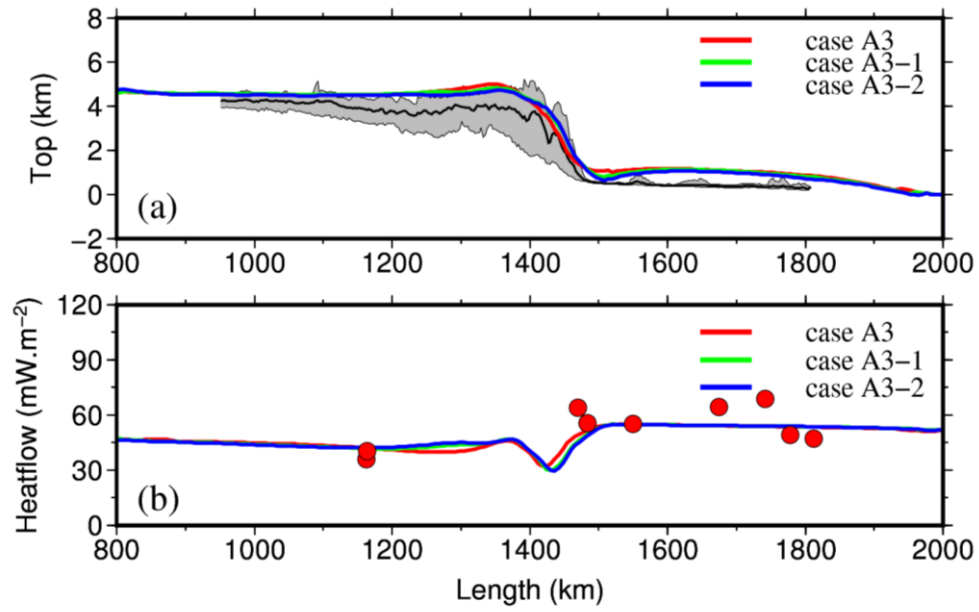 8
6
4
2
0
−2
Top (km)
case A3
case A3−1
case A3−2
(a)
800 1000 1200 1400 1600 1800 2000
120
90
60
30
0
Heatflow (mW.m−2)
case A3
case A3−1
case A3−2
(b)
800 1000 1200 1400 1600 1800 2000
Length (km)